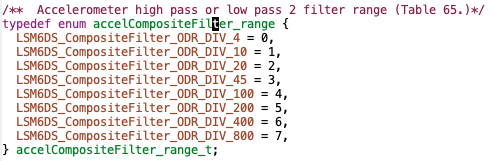 /**  Accelerometer high pass or low pass 2 filter range (Table 65.)*/
typedef enum accelCompositeFilter_range {
  LSM6DS_CompositeFilter_ODR_DIV_4 = 0,
  LSM6DS_CompositeFilter_ODR_DIV_10 = 1,
  LSM6DS_CompositeFilter_ODR_DIV_20 = 2,
  LSM6DS_CompositeFilter_ODR_DIV_45 = 3,
  LSM6DS_CompositeFilter_ODR_DIV_100 = 4,
  LSM6DS_CompositeFilter_ODR_DIV_200 = 5,
  LSM6DS_CompositeFilter_ODR_DIV_400 = 6,
  LSM6DS_CompositeFilter_ODR_DIV_800 = 7,
} accelCompositeFilter_range_t;